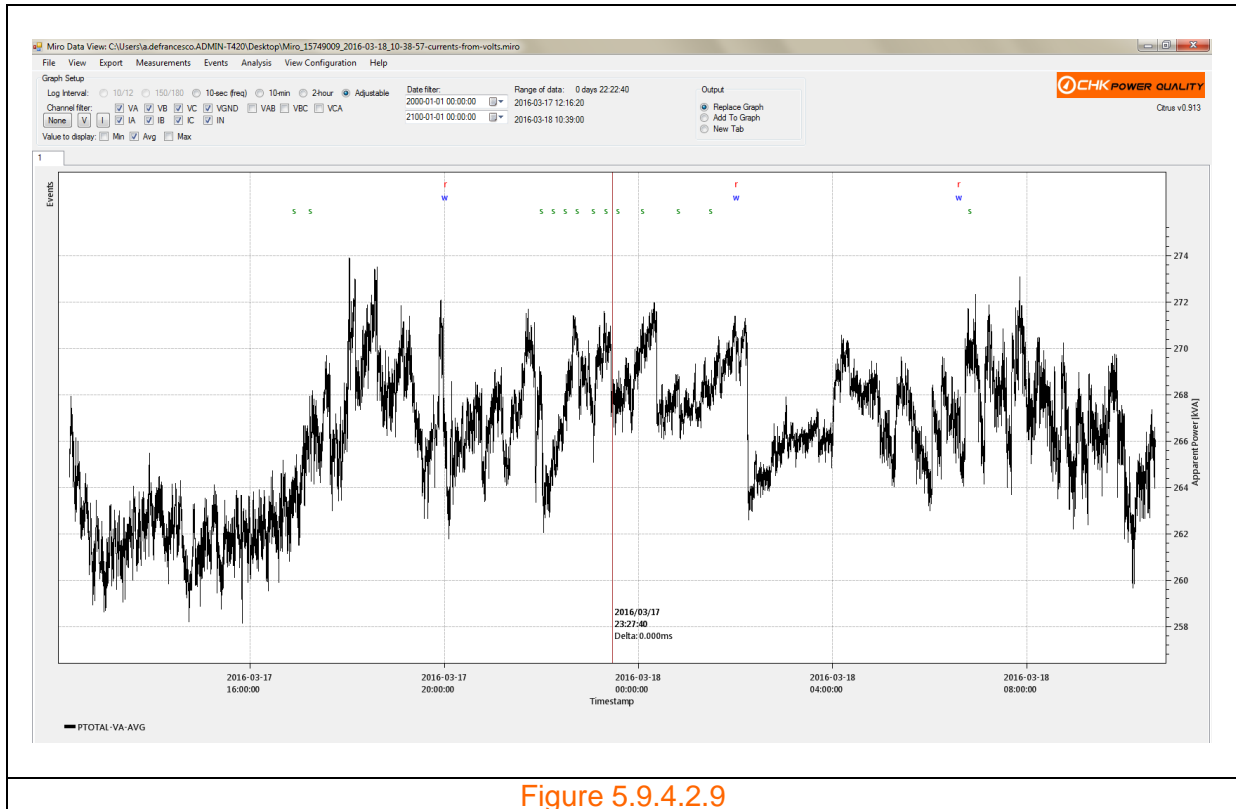 Miro Data View: C:\Users\a.defrancesco.ADMIN-T420\Desktop\Miro_15749009_2016-03-18_10-38-57-currents-from-volts.miro
File View Export Measurements Events Analysis View Configuration Help
Graph Setup
Log Interval: 10/12 150/180 10-sec (freq) 10-min 2-hour Adjustable
Channel filter: VA VB VC VGND VAB VBC VCA
None V I IA IB IC IN
Value to display: Min Avg Max
Date filter:
2000-01-01 00:00:00
2100-01-01 00:00:00
Range of data: 0 days 22:22:40
2016-03-17 12:16:20
2016-03-18 10:39:00
Output
Replace Graph
Add To Graph
New Tab
CHK POWER QUALITY
Citrus v0.913
1
Events
r r r
w w w
s s s s s s s s s s s s s
274
272
270
268
266
264
262
260
258
Apparent Power [kVA]
2016/03/17
23:27:40
Delta: 0.000ms
2016-03-17 2016-03-17 2016-03-18 2016-03-18 2016-03-18
16:00:00 20:00:00 00:00:00 04:00:00 08:00:00
Timestamp
PTOTAL-VA-AVG
Figure 5.9.4.2.9